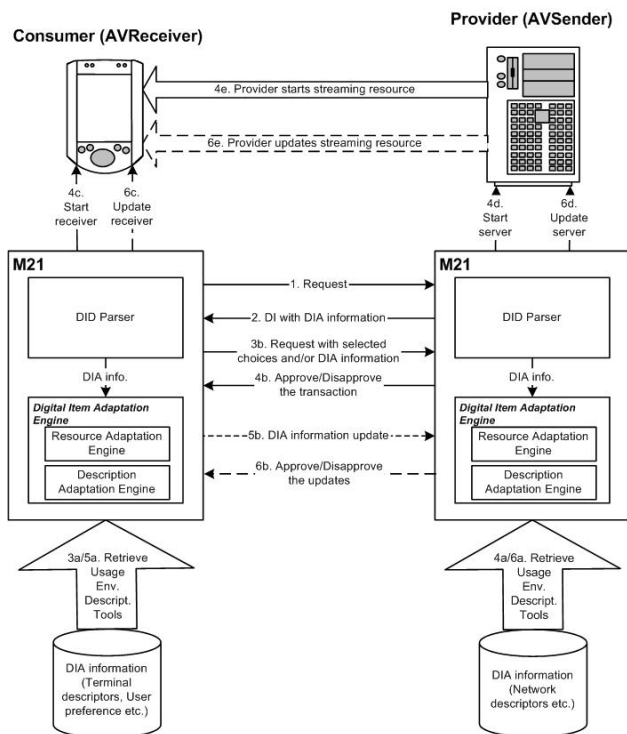 Provider (AVSender)
Consumer (AVReceiver)
4e. Provider starts streaming resource
6e. Provider updates streaming resource
4c.
Start
receiver
6c.
Update
receiver
4d.
Start
server
6d.
Update
server
M21
DID Parser
DIA info.
Digital Item Adaptation
Engine
Resource Adaptation
Engine
Description
Adaptation Engine
1. Request
2. DI with DIA information
3b. Request with selected
choices and/or DIA information
4b. Approve/Disapprove
the transaction
5b. DIA information update
6b. Approve/Disapprove
the updates
M21
DID Parser
DIA info.
Digital Item Adaptation
Engine
Resource Adaptation
Engine
Description
Adaptation Engine
3a/5a. Retrieve
Usage
Env.
Descript.
Tools
4a/6a. Retrieve
Usage
Env.
Descript.
Tools
DIA information
(Terminal
descriptors, User
preference etc.)
DIA information
(Network
descriptors etc.)